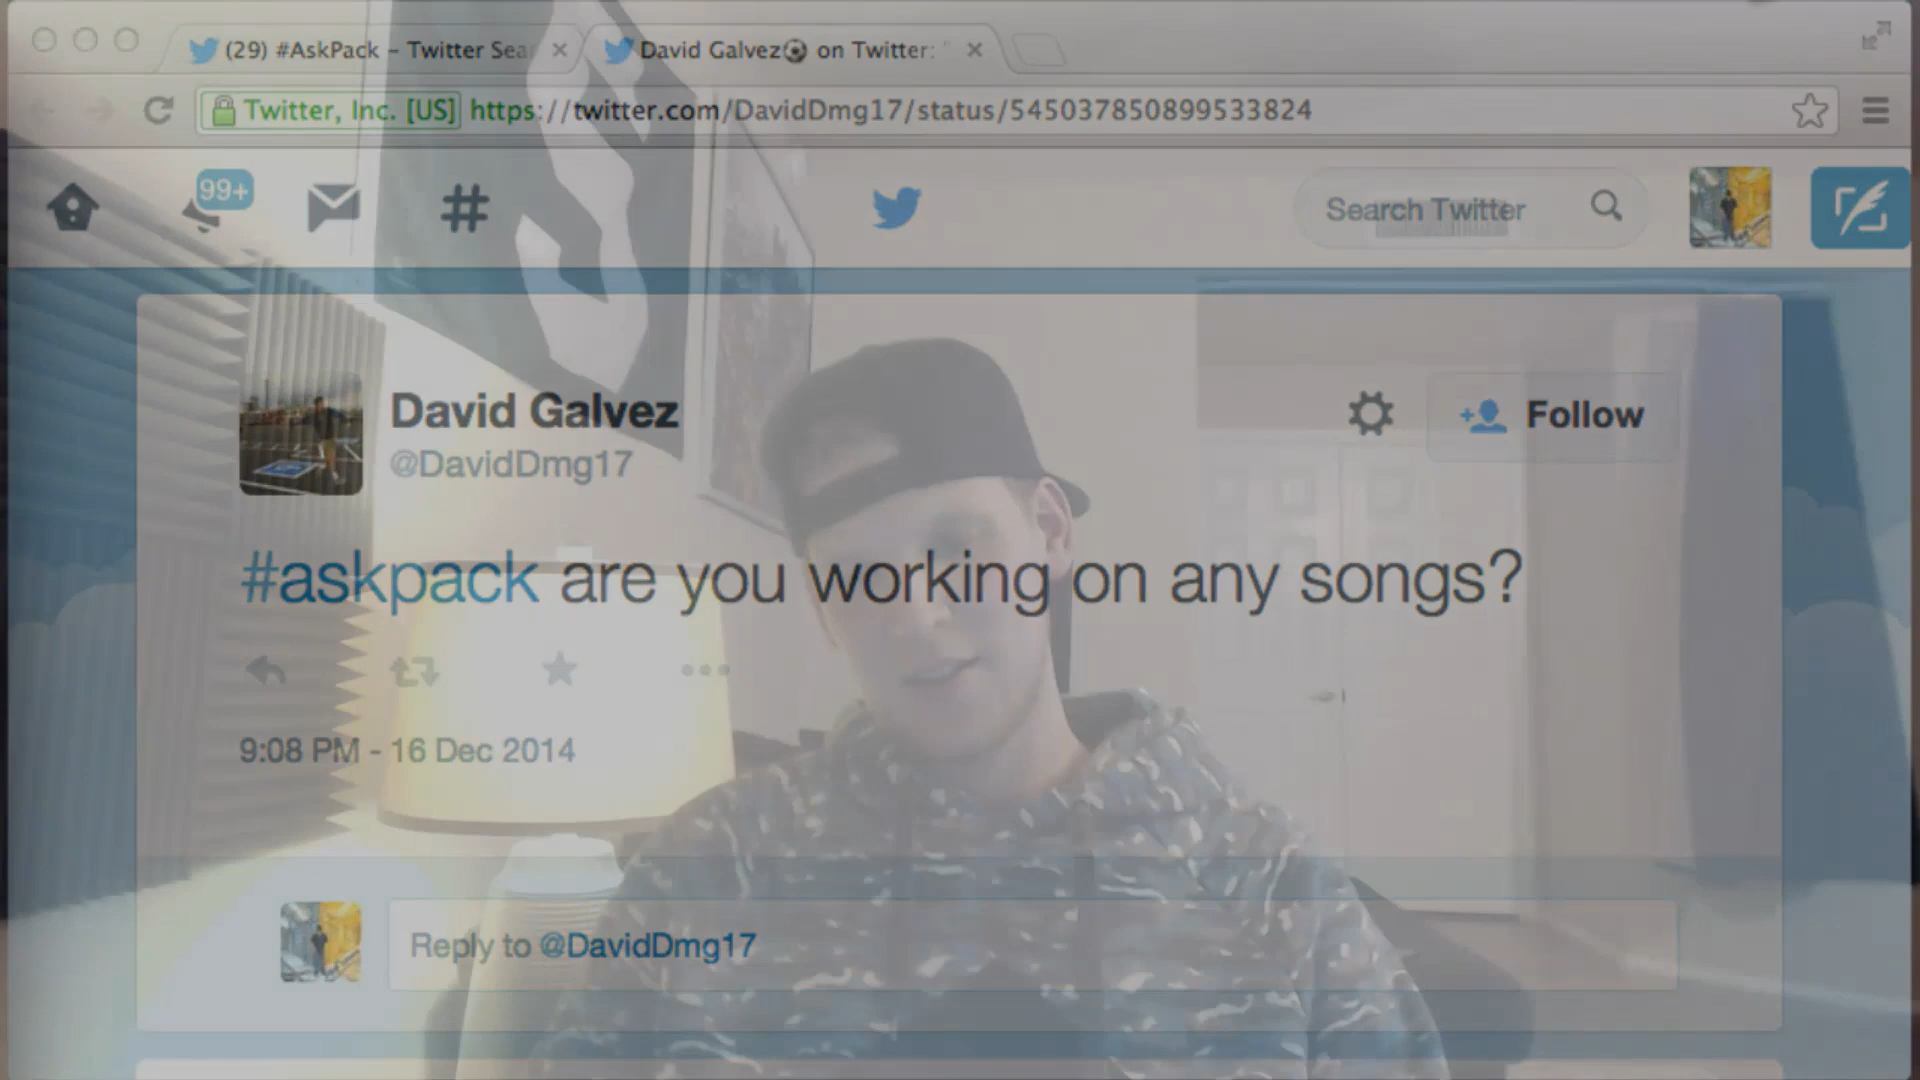 (29) #AskPack – Twitter Sea
David Galvez⚽ on Twitter: "
Twitter, Inc. [US] https://twitter.com/DavidDmg17/status/545037850899533824
99+
Search Twitter
David Galvez
@DavidDmg17
Follow
#askpack are you working on any songs?
9:08 PM - 16 Dec 2014
Reply to @DavidDmg17